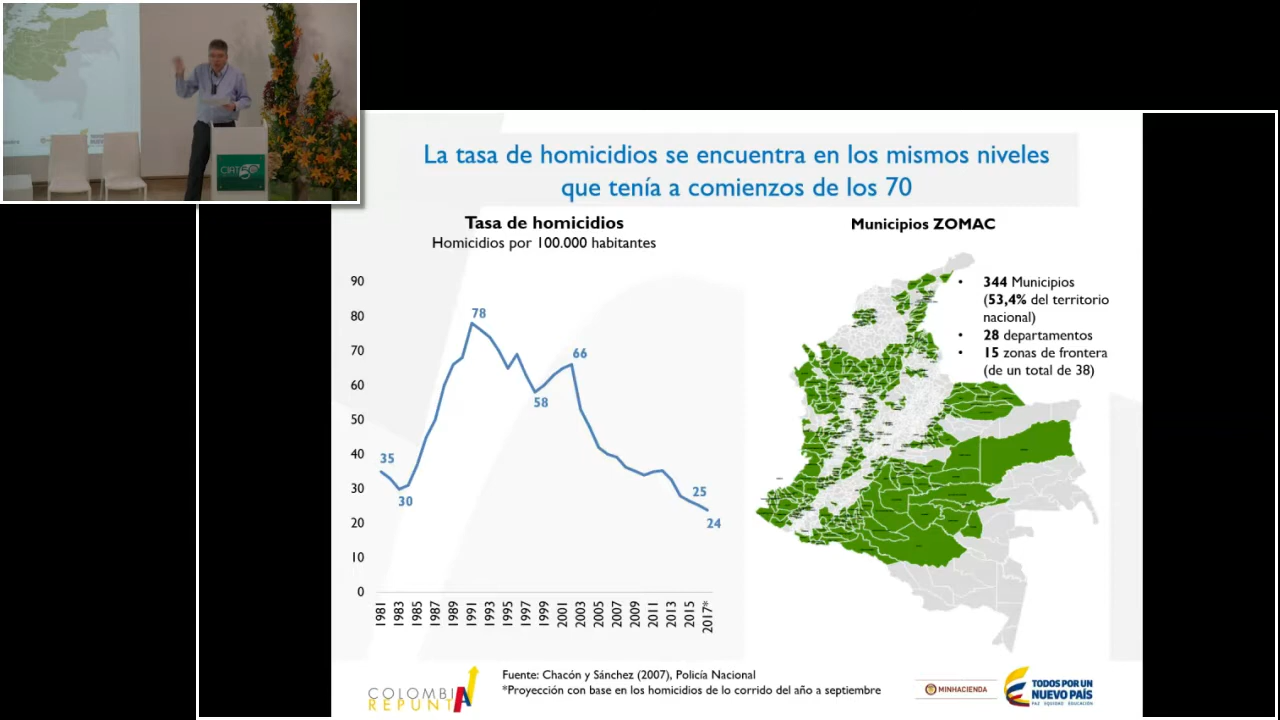 CIAT 50
La tasa de homicidios se encuentra en los mismos niveles
que tenía a comienzos de los 70
Tasa de homicidios
Homicidios por 100.000 habitantes
90
80
70
60
50
40
30
20
10
0
35
30
78
58
66
25
24
1981
1983
1985
1987
1989
1991
1993
1995
1997
1999
2001
2003
2005
2007
2009
2011
2013
2015
2017*
Municipios ZOMAC
• 344 Municipios
(53,4% del territorio
nacional)
• 28 departamentos
• 15 zonas de frontera
(de un total de 38)
COLOMBIA
REPUNTA
Fuente: Chacón y Sánchez (2007), Policía Nacional
*Proyección con base en los homicidios de lo corrido del año a septiembre
MINHACIENDA
TODOS POR UN
NUEVO PAÍS
PAZ EQUIDAD EDUCACIÓN